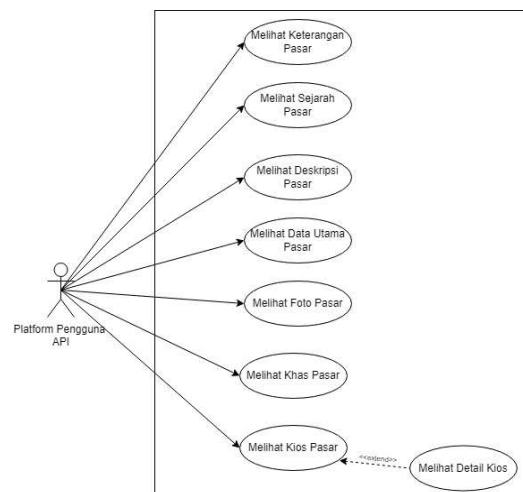 Melihat Keterangan
Pasar
Melihat Sejarah
Pasar
Melihat Deskripsi
Pasar
Melihat Data Utama
Pasar
Platform Pengguna
API
Melihat Foto Pasar
Melihat Khas Pasar
Melihat Kios Pasar
<<extend>>
Melihat Detail Kios